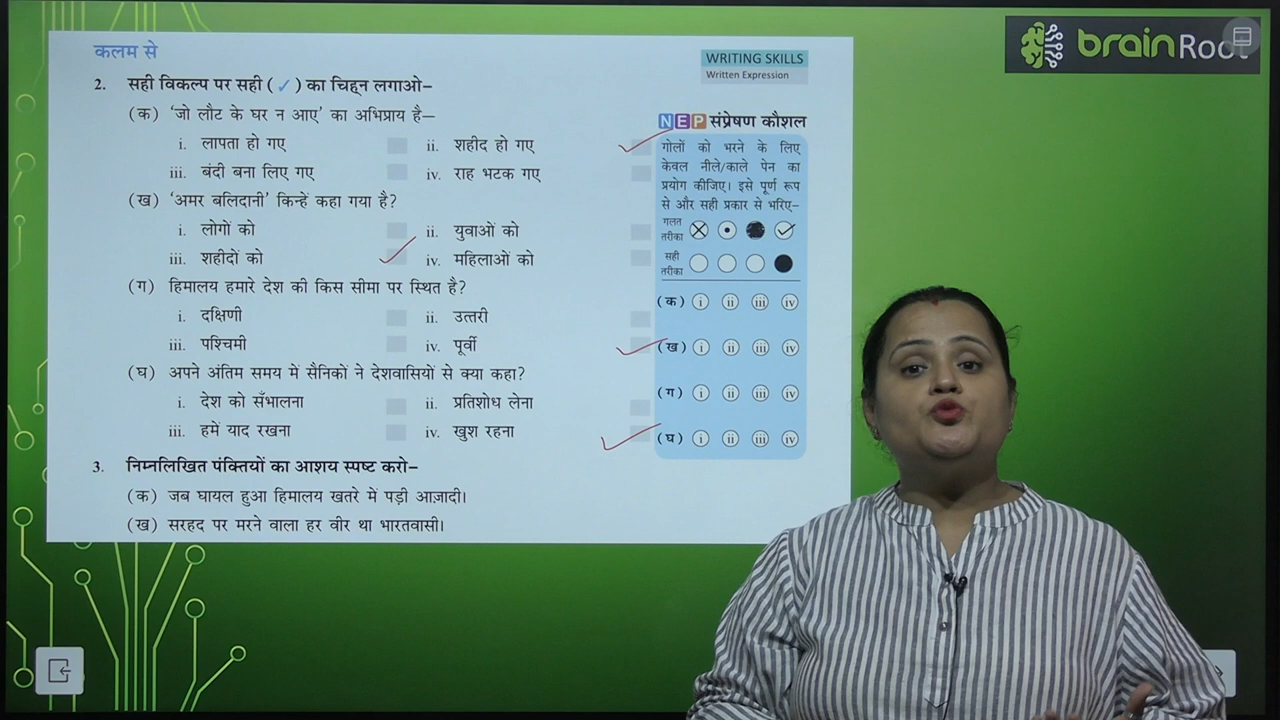 कलम से
WRITING SKILLS
Written Expression
brain Root
2. सही विकल्प पर सही (✓) का चिह्न लगाओ–
(क) ‘जो लौट के घर न आए’ का अभिप्राय है—
i. लापता हो गए ii. शहीद हो गए
iii. बंदी बना लिए गए iv. राह भटक गए
(ख) ‘अमर बलिदानी’ किन्हें कहा गया है?
i. लोगों को ii. युवाओं को
iii. शहीदों को iv. महिलाओं को
(ग) हिमालय हमारे देश की किस सीमा पर स्थित है?
i. दक्षिणी ii. उत्तरी
iii. पश्चिमी iv. पूर्वी
(घ) अपने अंतिम समय में सैनिकों ने देशवासियों से क्या कहा?
i. देश को सँभालना ii. प्रतिशोध लेना
iii. हमें याद रखना iv. खुश रहना
3. निम्नलिखित पंक्तियों का आशय स्पष्ट करो–
(क) जब घायल हुआ हिमालय खतरे में पड़ी आज़ादी।
(ख) सरहद पर मरने वाला हर वीर था भारतवासी।
NEP संप्रेषण कौशल
गोलों को भरने के लिए
केवल नीले/काले पेन का
प्रयोग कीजिए। इसे पूर्ण रूप
से और सही प्रकार से भरिए–
गलत
तरीका
सही
तरीका
(क) i ii iii iv
(ख) i ii iii iv
(ग) i ii iii iv
(घ) i ii iii iv